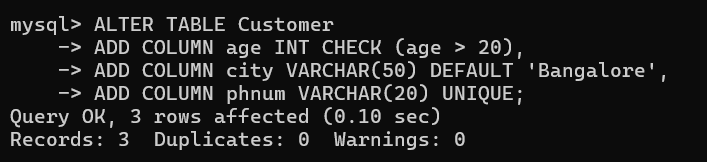 mysql> ALTER TABLE Customer
    -> ADD COLUMN age INT CHECK (age > 20),
    -> ADD COLUMN city VARCHAR(50) DEFAULT 'Bangalore',
    -> ADD COLUMN phnum VARCHAR(20) UNIQUE;
Query OK, 3 rows affected (0.10 sec)
Records: 3  Duplicates: 0  Warnings: 0